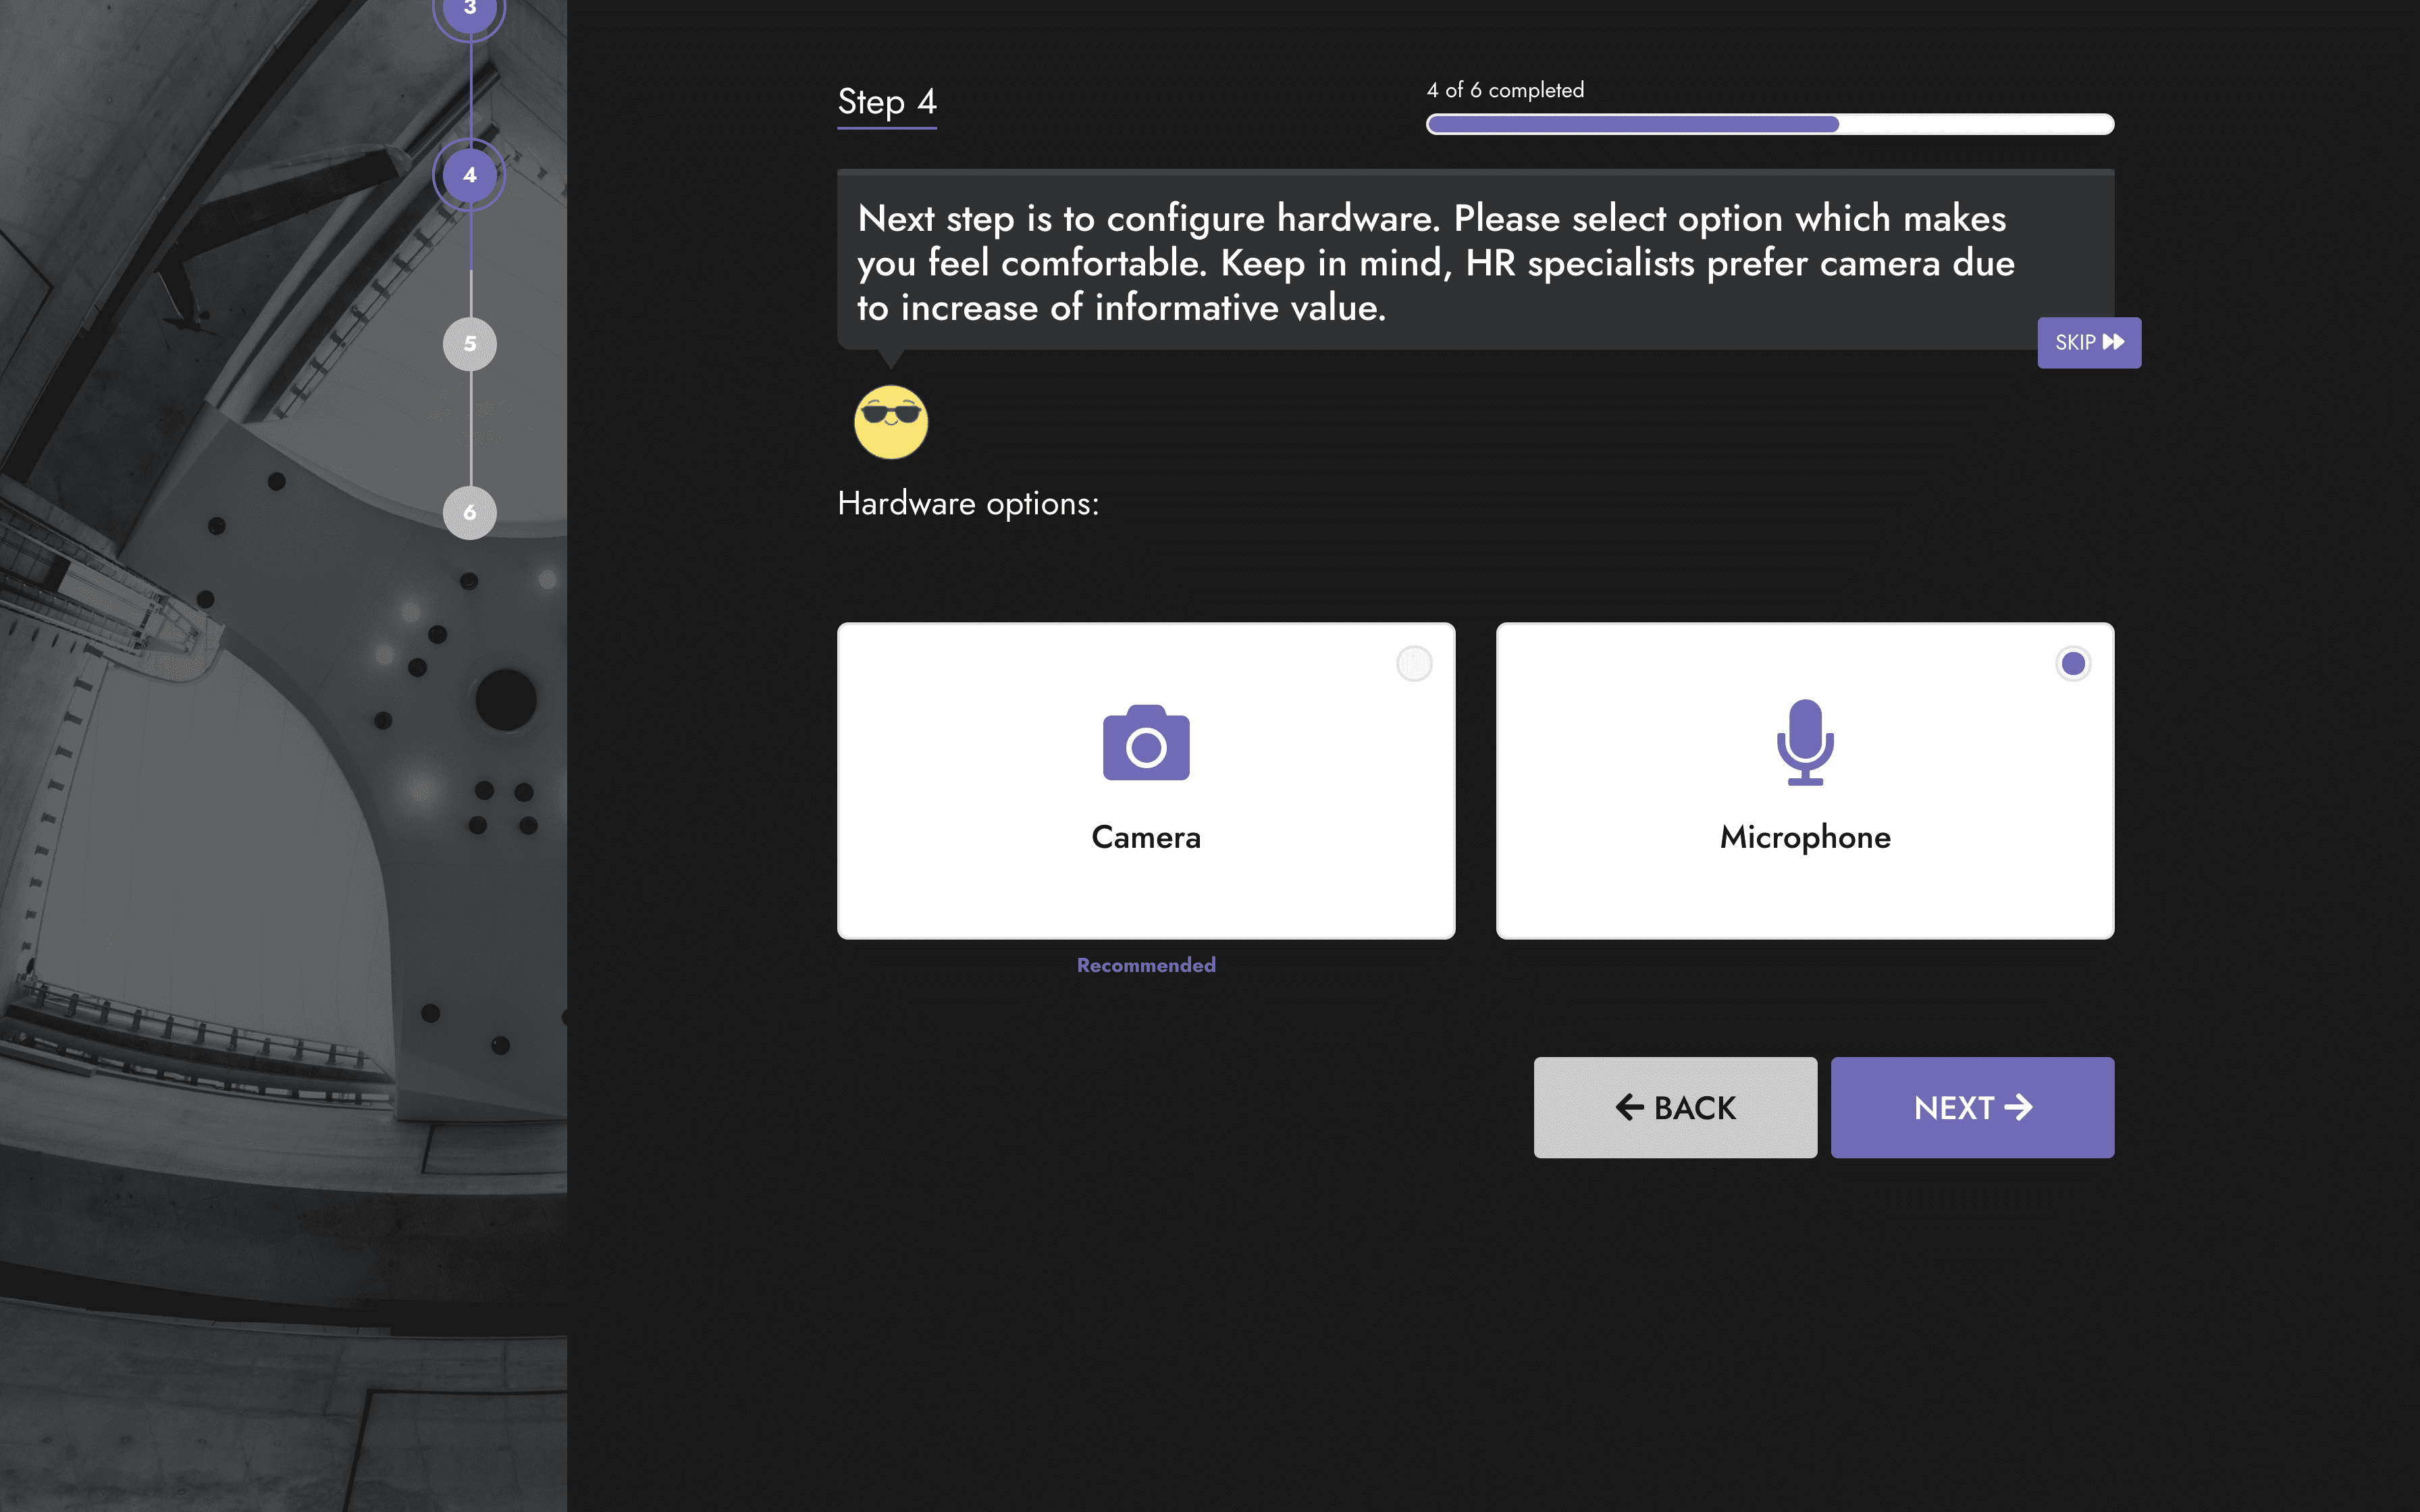 3
4
5
6
Step 4
4 of 6 completed
Next step is to configure hardware. Please select option which makes
you feel comfortable. Keep in mind, HR specialists prefer camera due
to increase of informative value.
SKIP
Hardware options:
Camera
Microphone
Recommended
BACK
NEXT